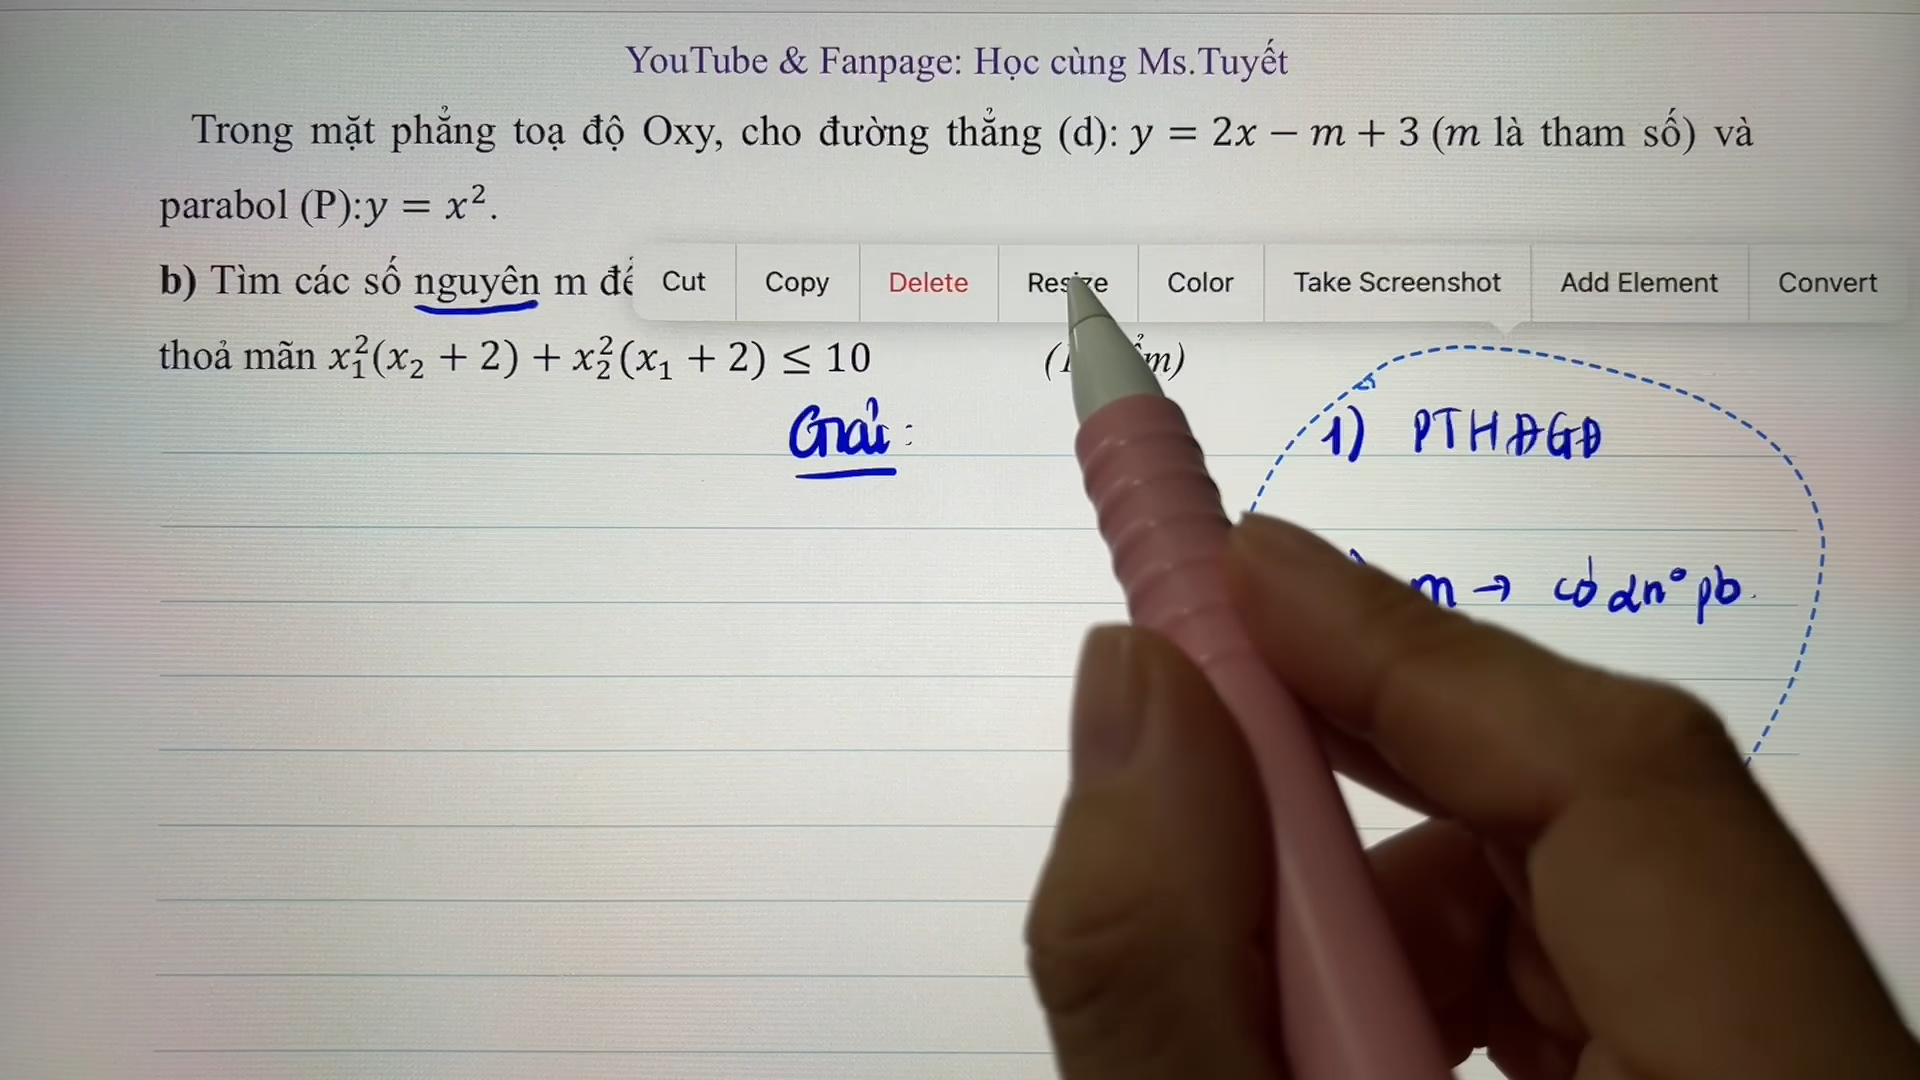 YouTube & Fanpage: Học cùng Ms.Tuyết
Trong mặt phẳng toạ độ Oxy, cho đường thẳng (d): y = 2x − m + 3 (m là tham số) và
parabol (P):y = x².
b) Tìm các số nguyên m để
Cut Copy Delete Resize Color Take Screenshot Add Element Convert
thoả mãn x₁²(x₂ + 2) + x₂²(x₁ + 2) ≤ 10
Giải:
1) PTHĐGĐ
m → có 2n° pb.